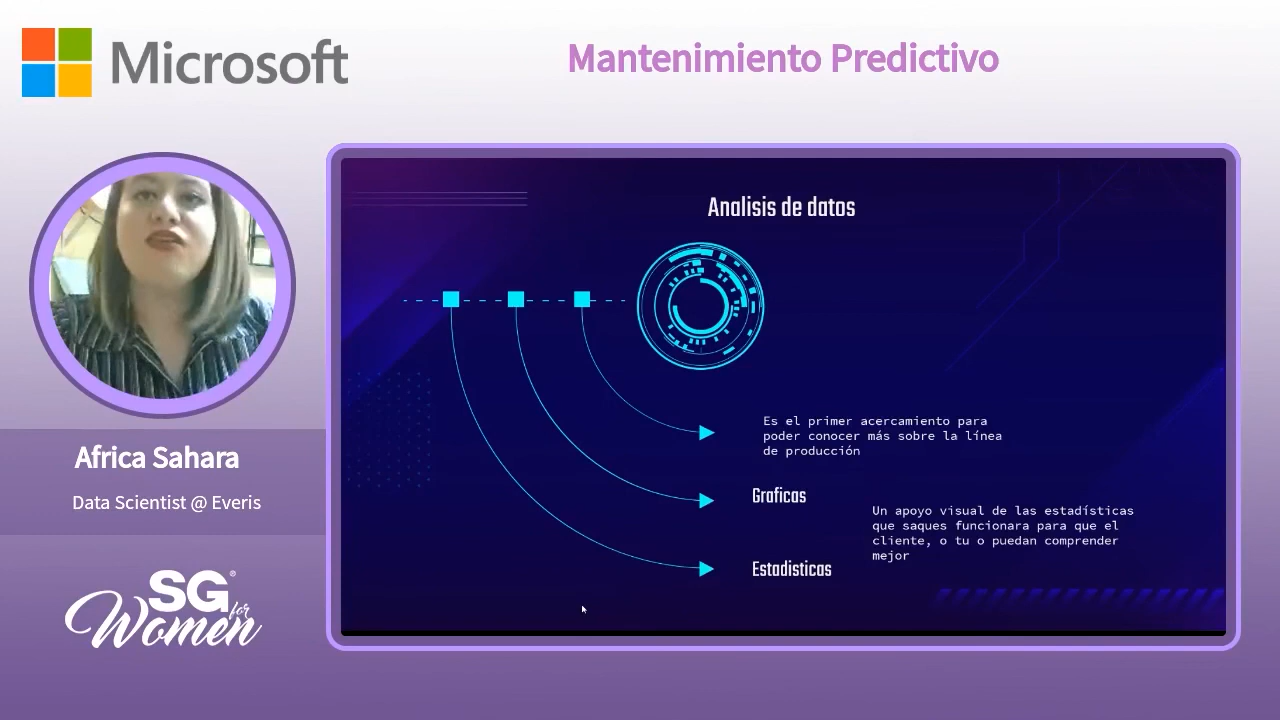 Microsoft
Mantenimiento Predictivo
Analisis de datos
Es el primer acercamiento para
poder conocer más sobre la línea
de producción
Graficas
Un apoyo visual de las estadísticas
que saques funcionara para que el
cliente, o tu o puedan comprender
mejor
Estadisticas
Africa Sahara
Data Scientist @ Everis
SG®
for
Women